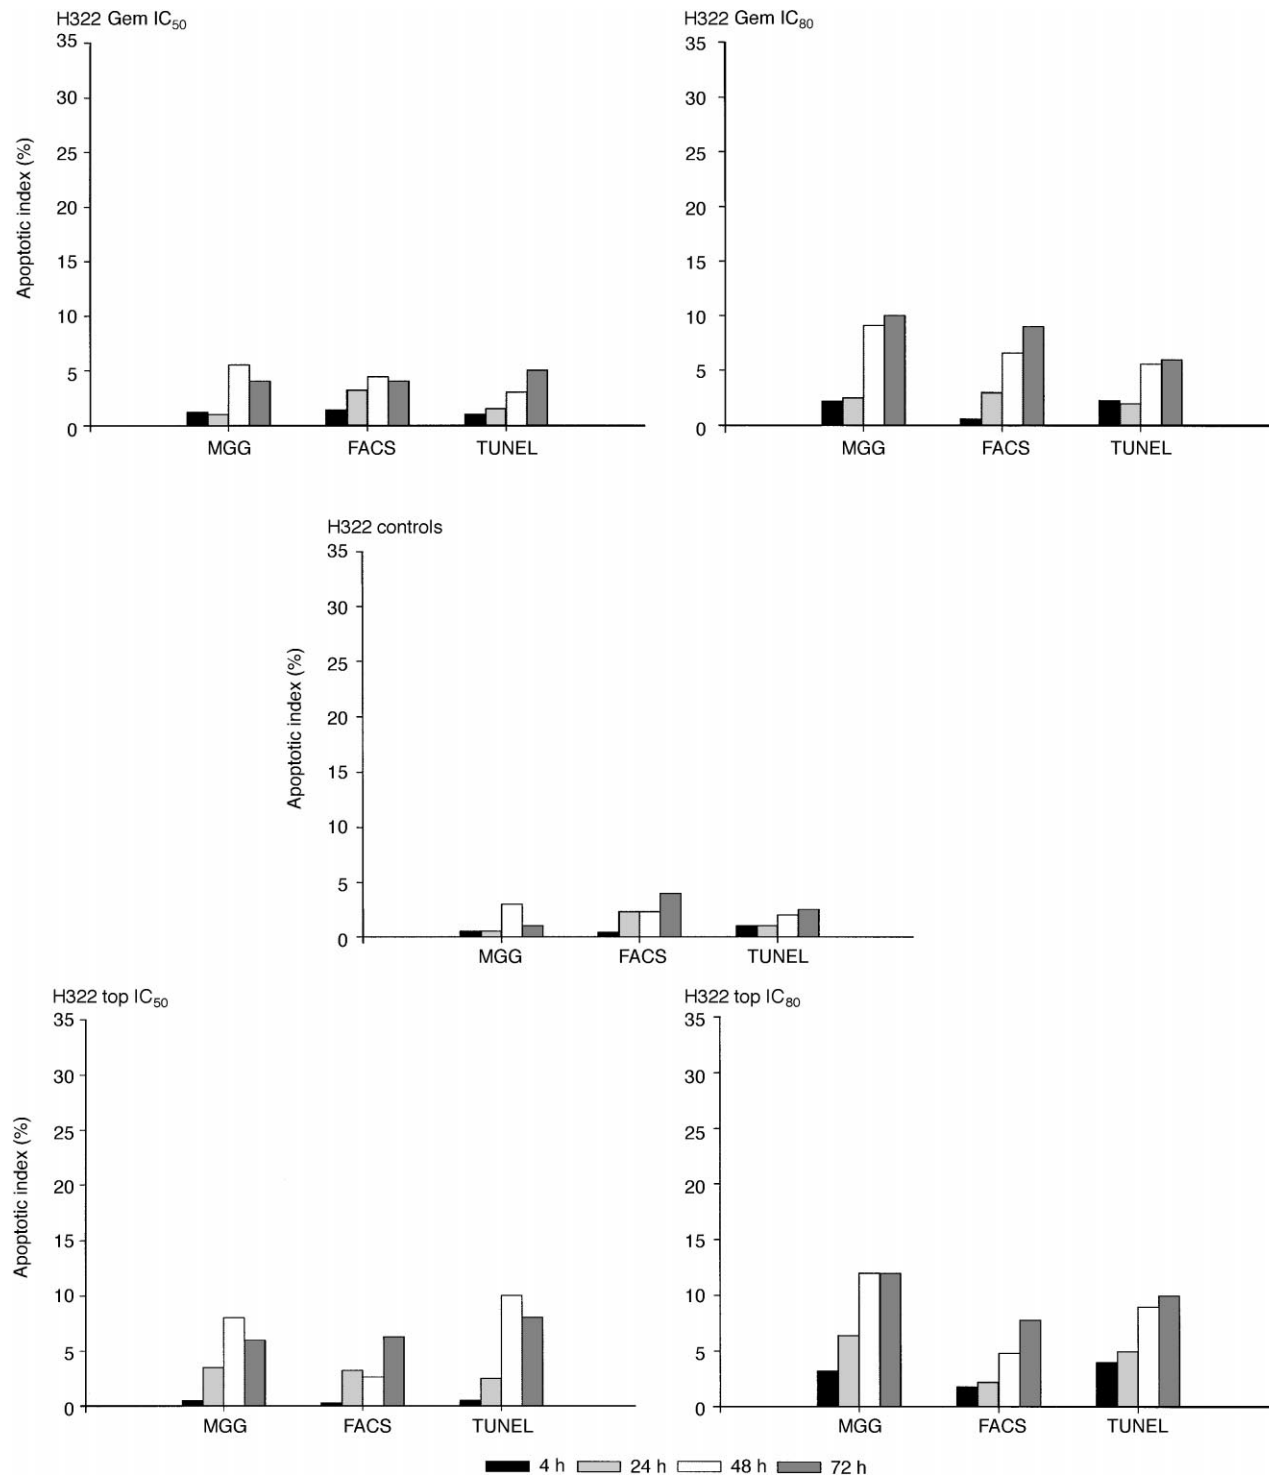 H322 Gem IC50
35
30
25
20
15
10
5
0
Apoptotic index (%)
MGG FACS TUNEL
H322 Gem IC80
35
30
25
20
15
10
5
0
MGG FACS TUNEL
H322 controls
35
30
25
20
15
10
5
0
Apoptotic index (%)
MGG FACS TUNEL
H322 top IC50
35
30
25
20
15
10
5
0
Apoptotic index (%)
MGG FACS TUNEL
H322 top IC80
35
30
25
20
15
10
5
0
MGG FACS TUNEL
4 h 24 h 48 h 72 h